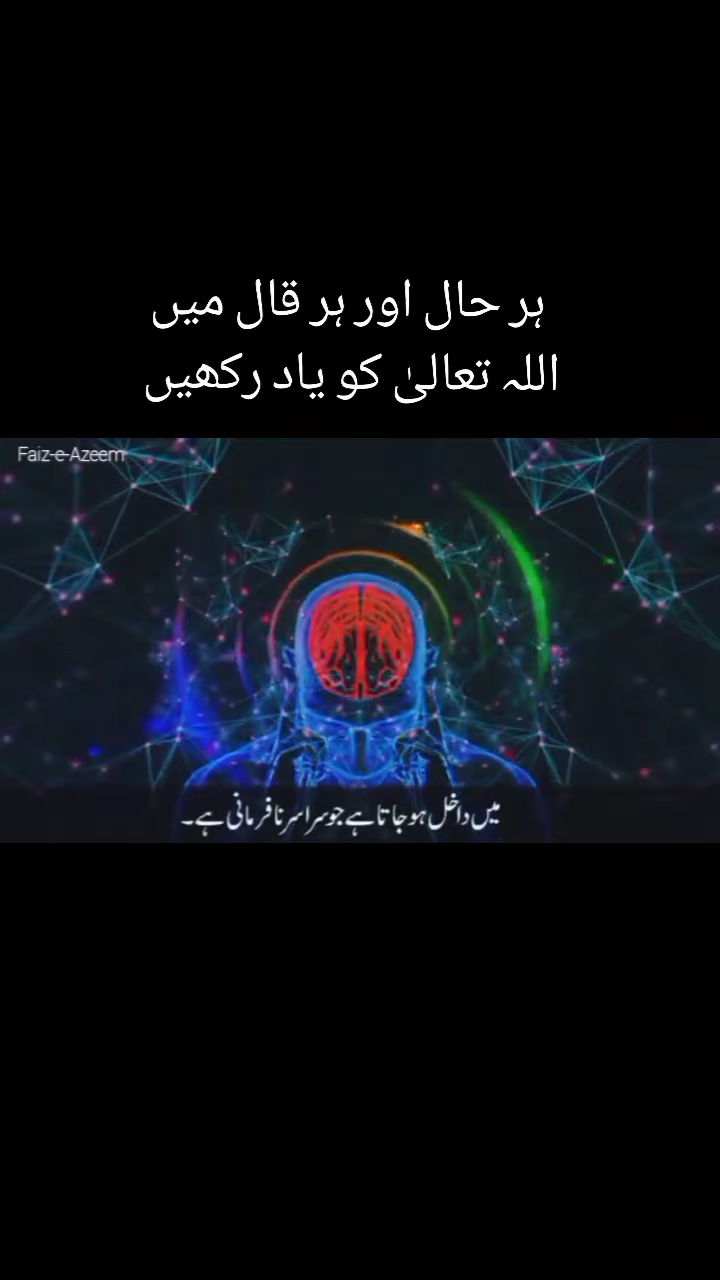 ہر حال اور ہر قال میں
اللہ تعالیٰ کو یاد رکھیں
Faiz-e-Azeem
میں داخل ہو جاتا ہے جو سراسر نافرمانی ہے۔